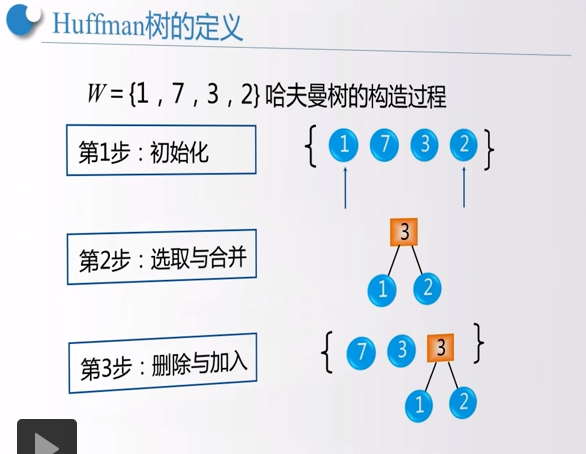 Huffman树的定义
W = {1，7，3，2} 哈夫曼树的构造过程
第1步：初始化
{ 1 7 3 2 }
第2步：选取与合并
3
1 2
第3步：删除与加入
{ 7 3 3 }
1 2